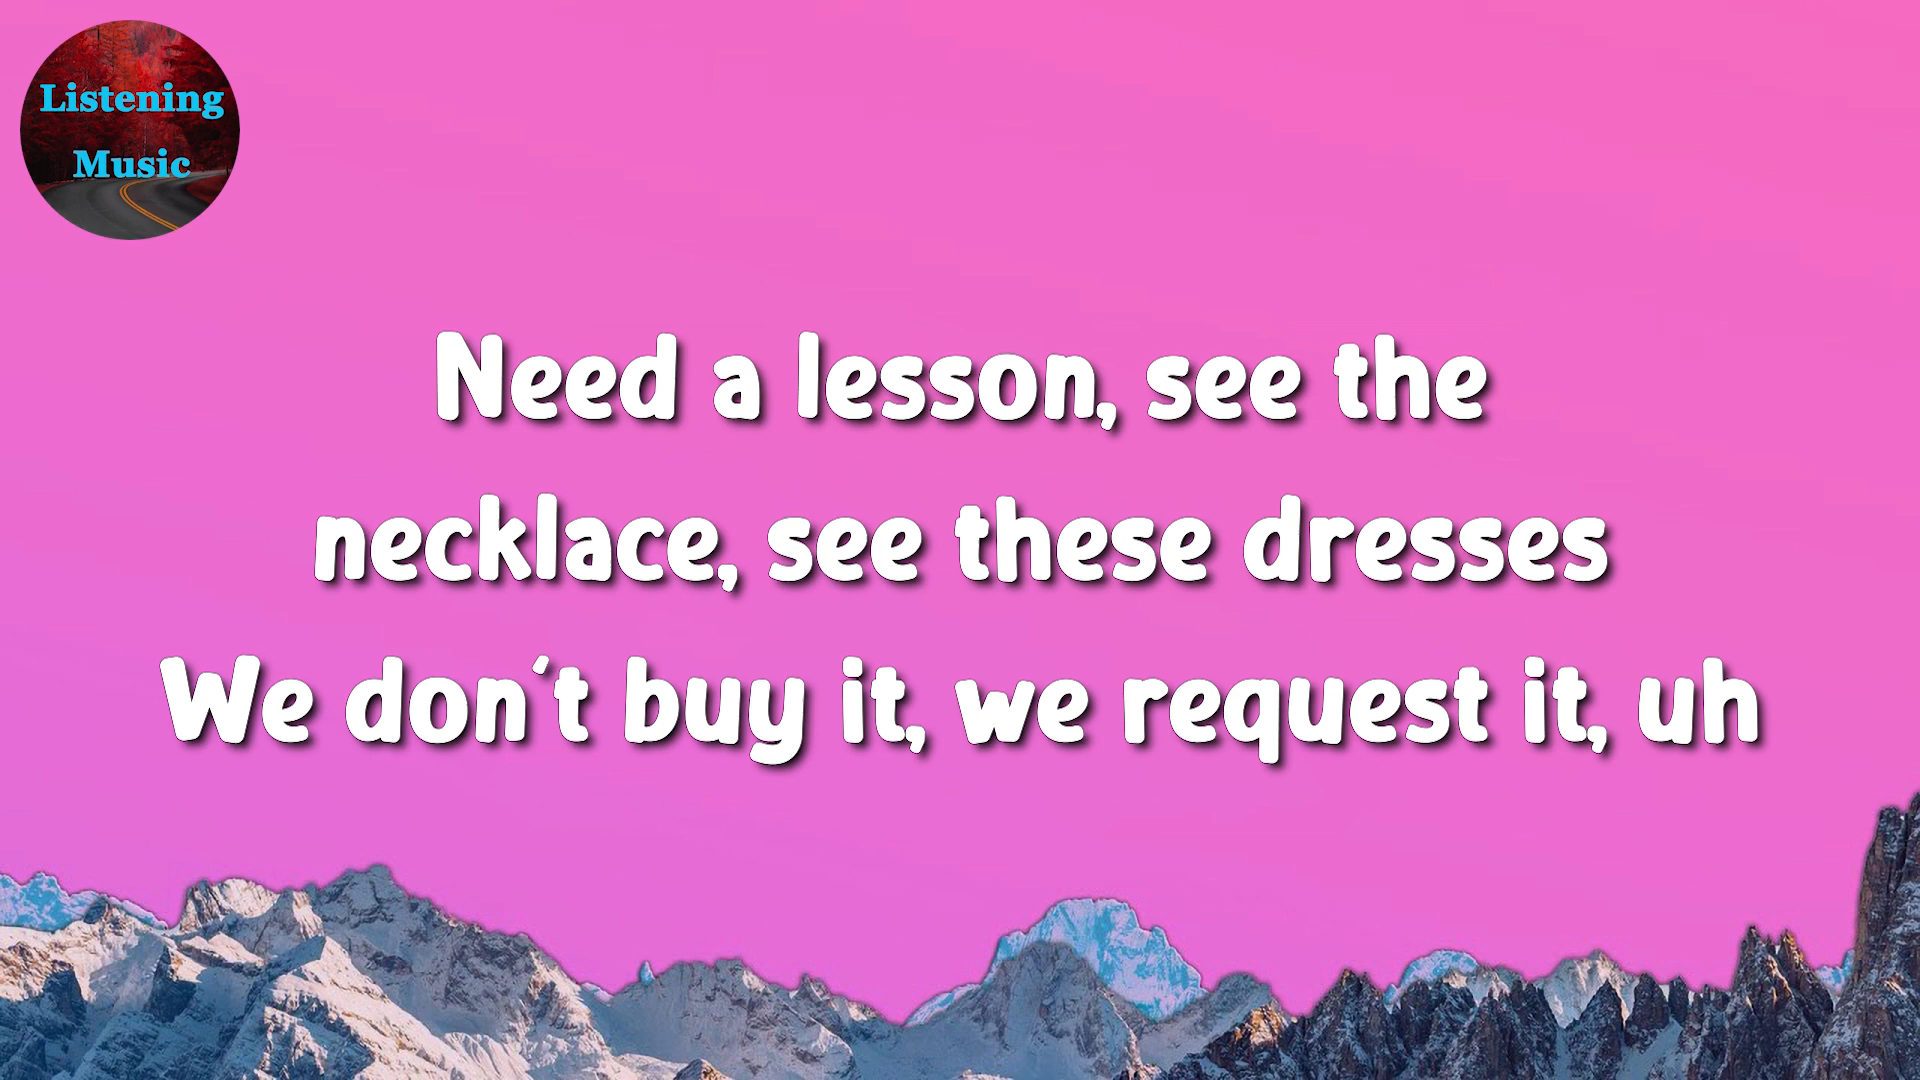 Listening
Music
Need a lesson, see the
necklace, see these dresses
We don't buy it, we request it, uh